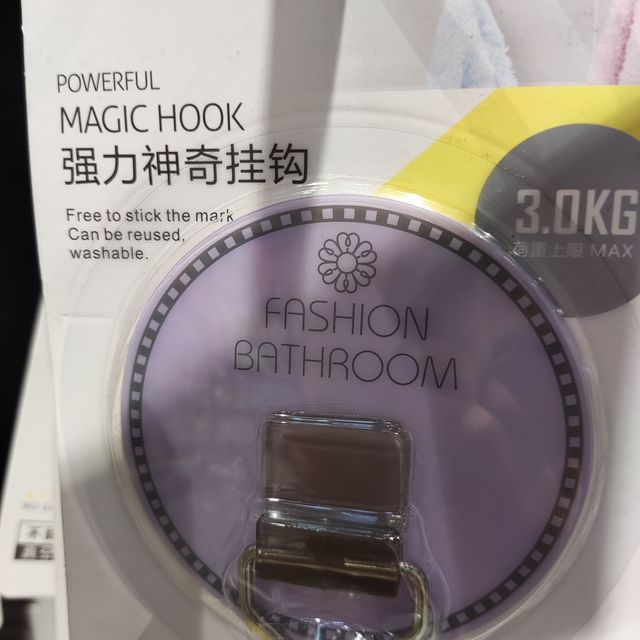 POWERFUL
MAGIC HOOK
强力神奇挂钩
Free to stick the mark
Can be reused,
washable.
3.0KG
荷重上限 MAX
FASHION
BATHROOM